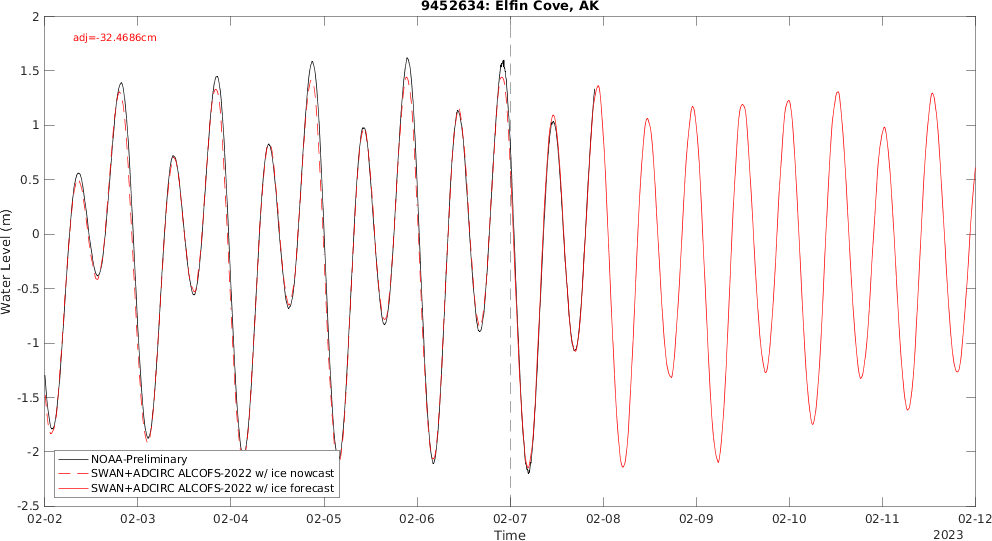 9452634: Elfin Cove, AK
adj=-32.4686cm
2
1.5
1
0.5
0
-0.5
-1
-1.5
-2
-2.5
Water Level (m)
NOAA-Preliminary
SWAN+ADCIRC ALCOFS-2022 w/ ice nowcast
SWAN+ADCIRC ALCOFS-2022 w/ ice forecast
02-02 02-03 02-04 02-05 02-06 02-07 02-08 02-09 02-10 02-11 02-12
Time
2023